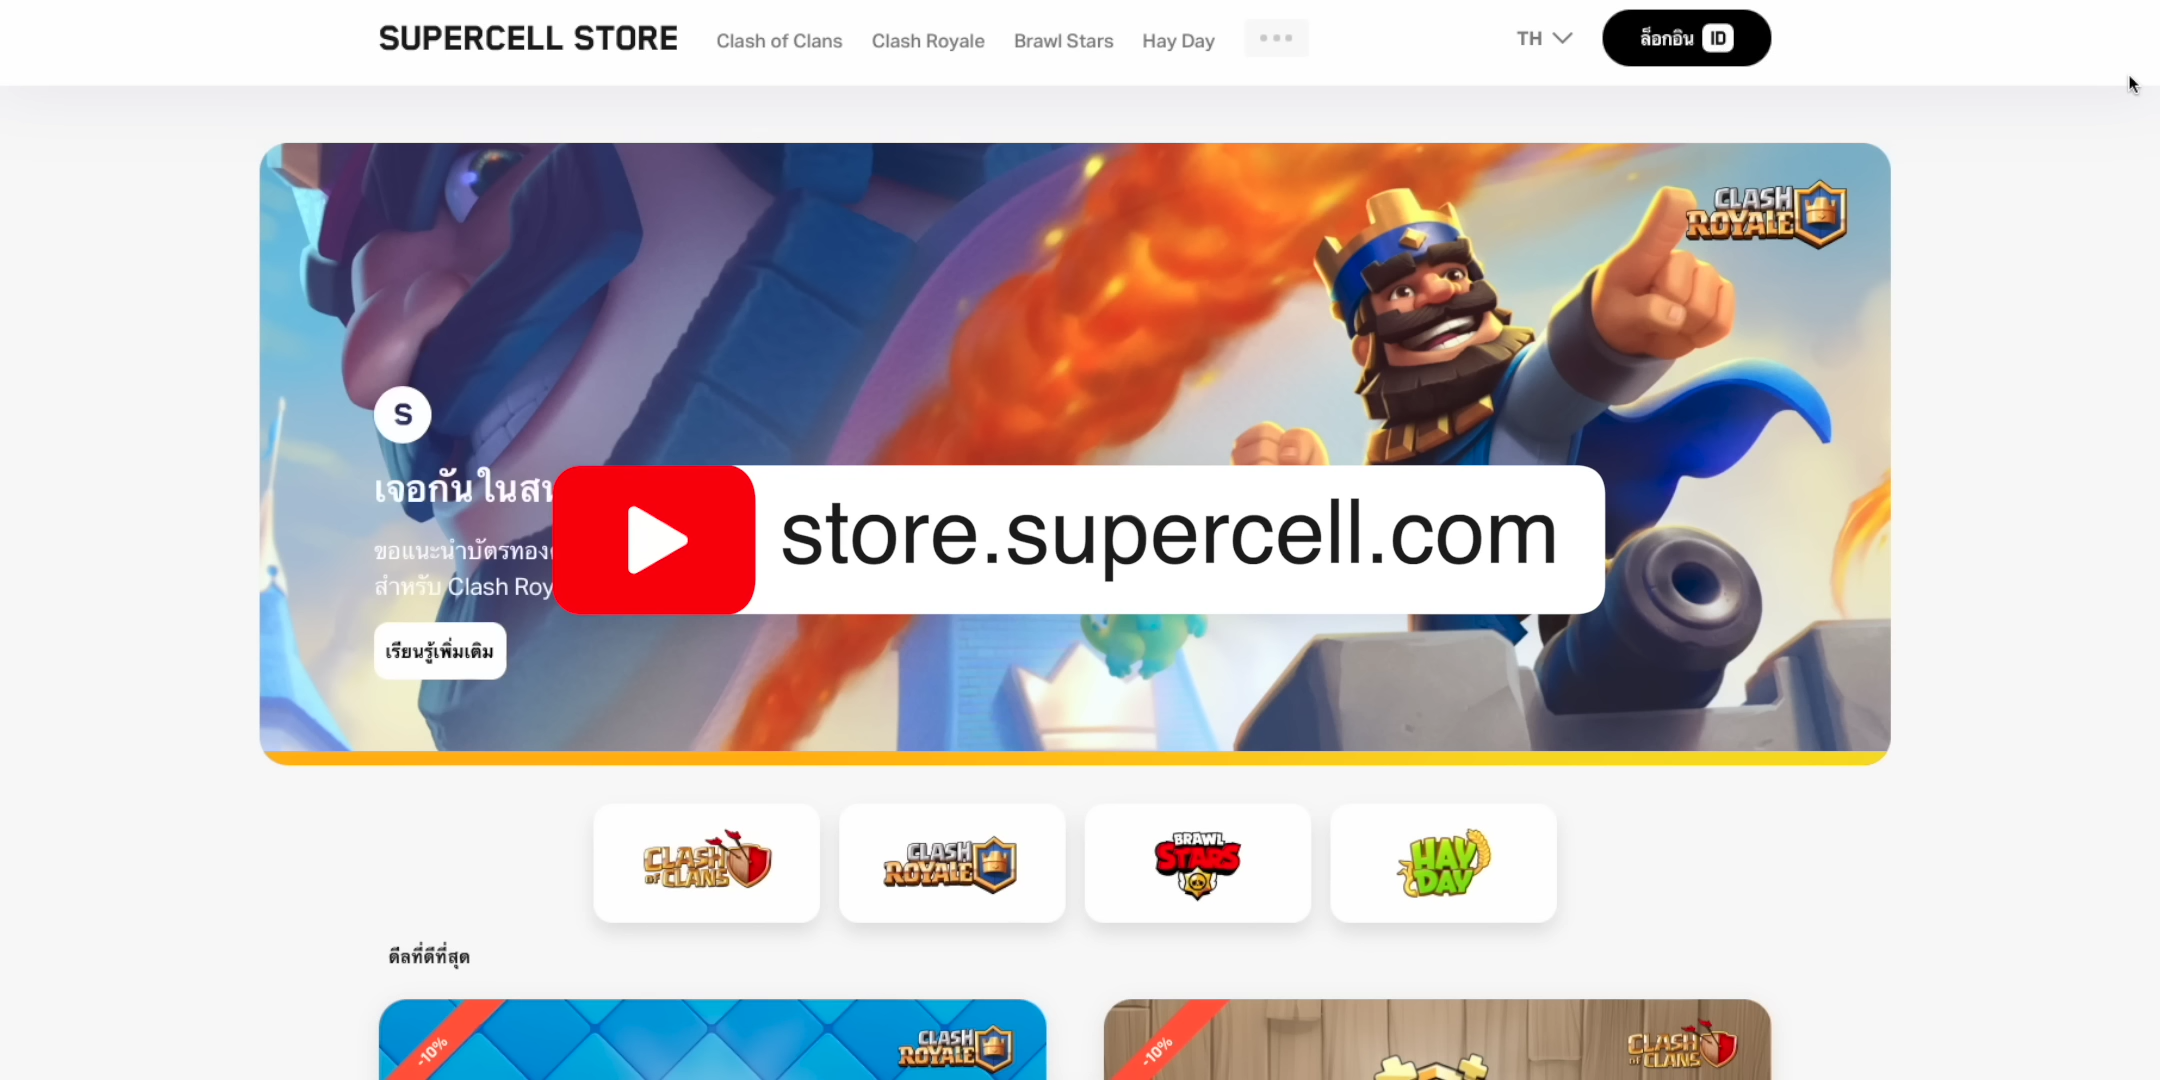 SUPERCELL STORE
Clash of Clans
Clash Royale
Brawl Stars
Hay Day
TH
ล็อกอิน ID
CLASH
ROYALE
S
เจอกัน ในสน
ขอแนะนำบัตรทอง
สำหรับ Clash Roy
store.supercell.com
เรียนรู้เพิ่มเติม
CLASH
OF CLANS
CLASH
ROYALE
BRAWL
STARS
HAY
DAY
ดีลที่ดีที่สุด
-10%
CLASH
ROYALE
-10%
CLASH
OF CLANS